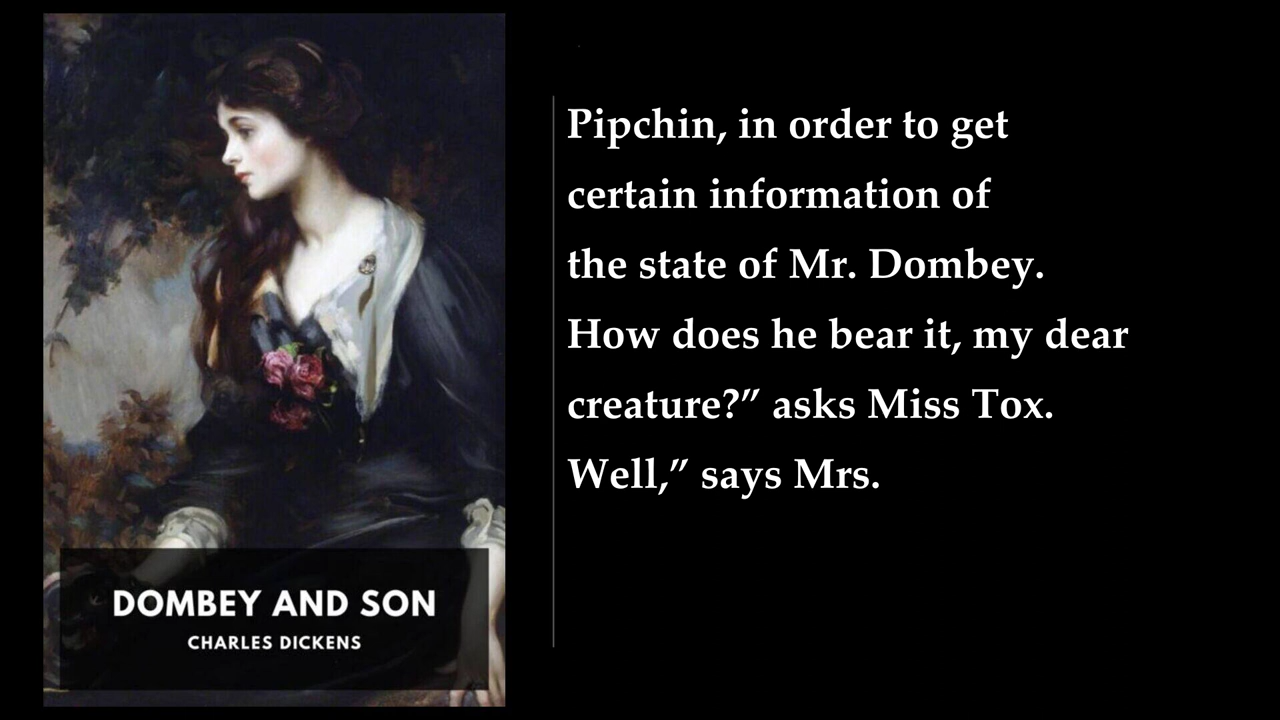 DOMBEY AND SON
CHARLES DICKENS
Pipchin, in order to get
certain information of
the state of Mr. Dombey.
How does he bear it, my dear
creature?” asks Miss Tox.
Well,” says Mrs.